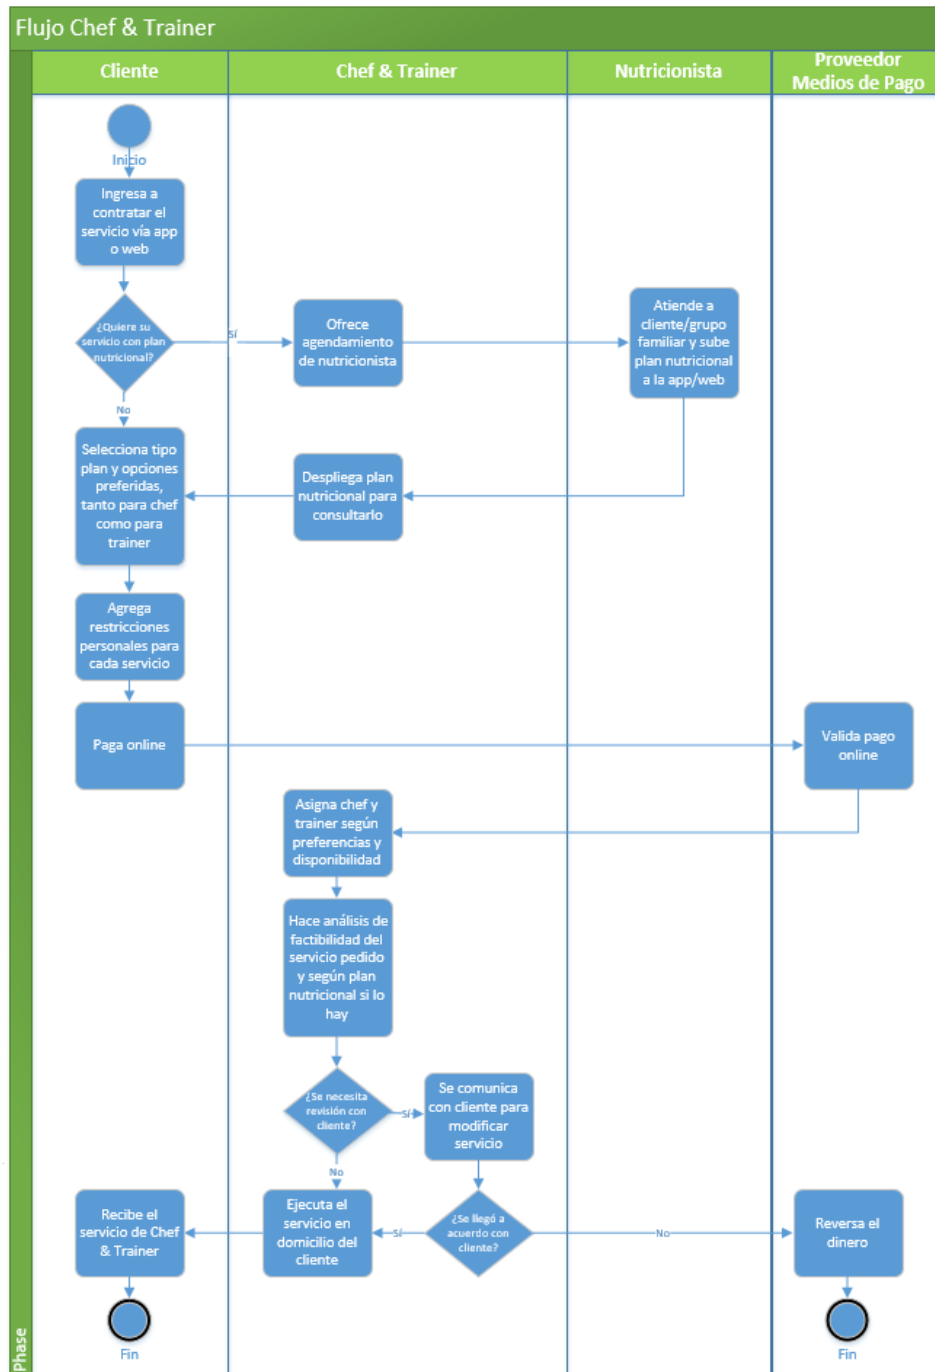 Flujo Chef & Trainer
Cliente
Chef & Trainer
Nutricionista
Proveedor
Medios de Pago
Inicio
Ingresa a
contratar el
servicio vía app
o web
¿Quiere su
servicio con plan
nutricional?
Sí
Ofrece
agendamiento
de nutricionista
Atiende a
cliente/grupo
familiar y sube
plan nutricional
a la app/web
No
Selecciona tipo
plan y opciones
preferidas,
tanto para chef
como para
trainer
Despliega plan
nutricional para
consultarlo
Agrega
restricciones
personales para
cada servicio
Paga online
Valida pago
online
Asigna chef y
trainer según
preferencias y
disponibilidad
Hace análisis de
factibilidad del
servicio pedido
y según plan
nutricional si lo
hay
¿Se necesita
revisión con
cliente?
Sí
Se comunica
con cliente para
modificar
servicio
No
Recibe el
servicio de Chef
& Trainer
Ejecuta el
servicio en
domicilio del
cliente
Sí
¿Se llegó a
acuerdo con
cliente?
No
Reversa el
dinero
Fin
Fin
Phase